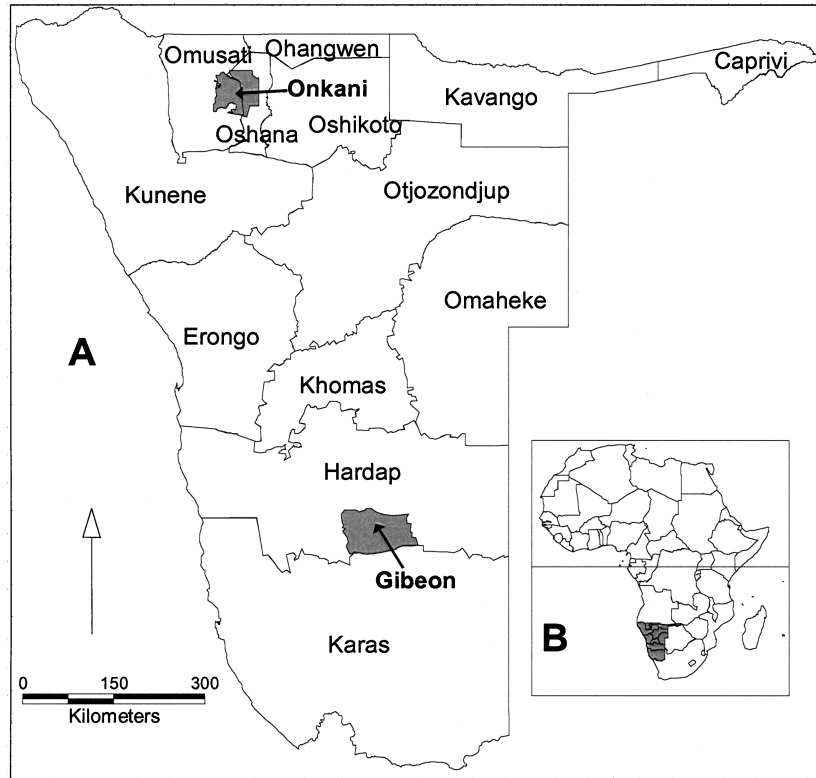 Omusati
Ohangwen
Caprivi
Onkani
Kavango
Oshana
Oshikoto
Kunene
Otjozondjup
Omaheke
Erongo
A
Khomas
Hardap
Gibeon
Karas
B
0 150 300
Kilometers